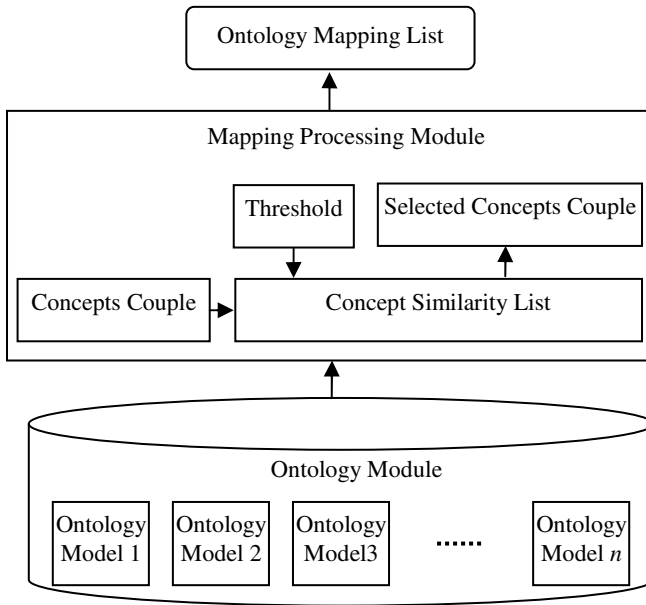 Ontology Mapping List
Mapping Processing Module
Threshold
Selected Concepts Couple
Concepts Couple
Concept Similarity List
Ontology Module
Ontology
Model 1
Ontology
Model 2
Ontology
Model3
......
Ontology
Model n